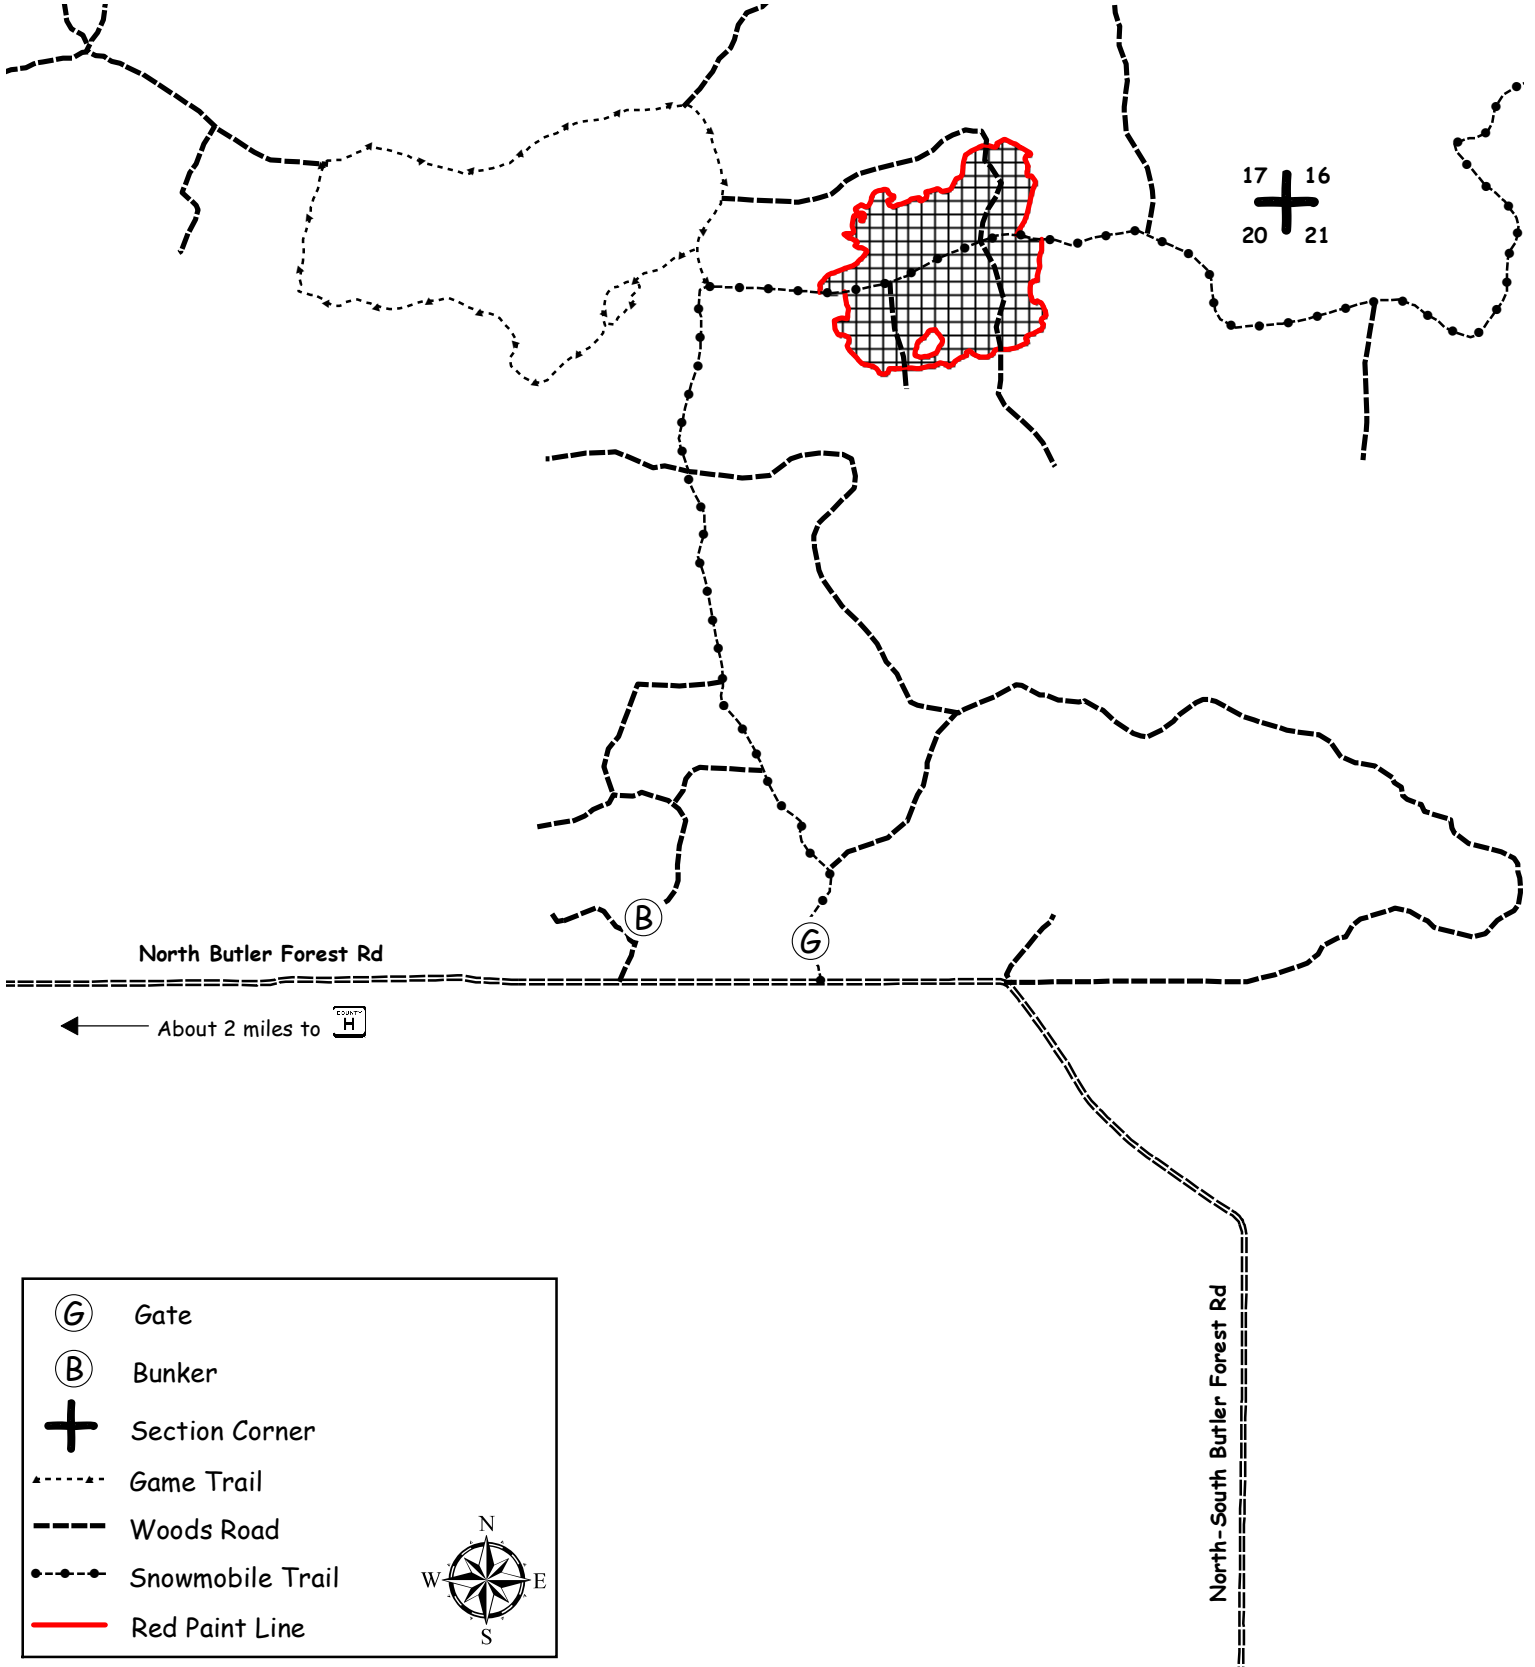 17 16
20 21
B
G
North Butler Forest Rd
About 2 miles to
COUNTY
H
North-South Butler Forest Rd
G Gate
B Bunker
Section Corner
Game Trail
Woods Road
Snowmobile Trail
Red Paint Line
N
W E
S